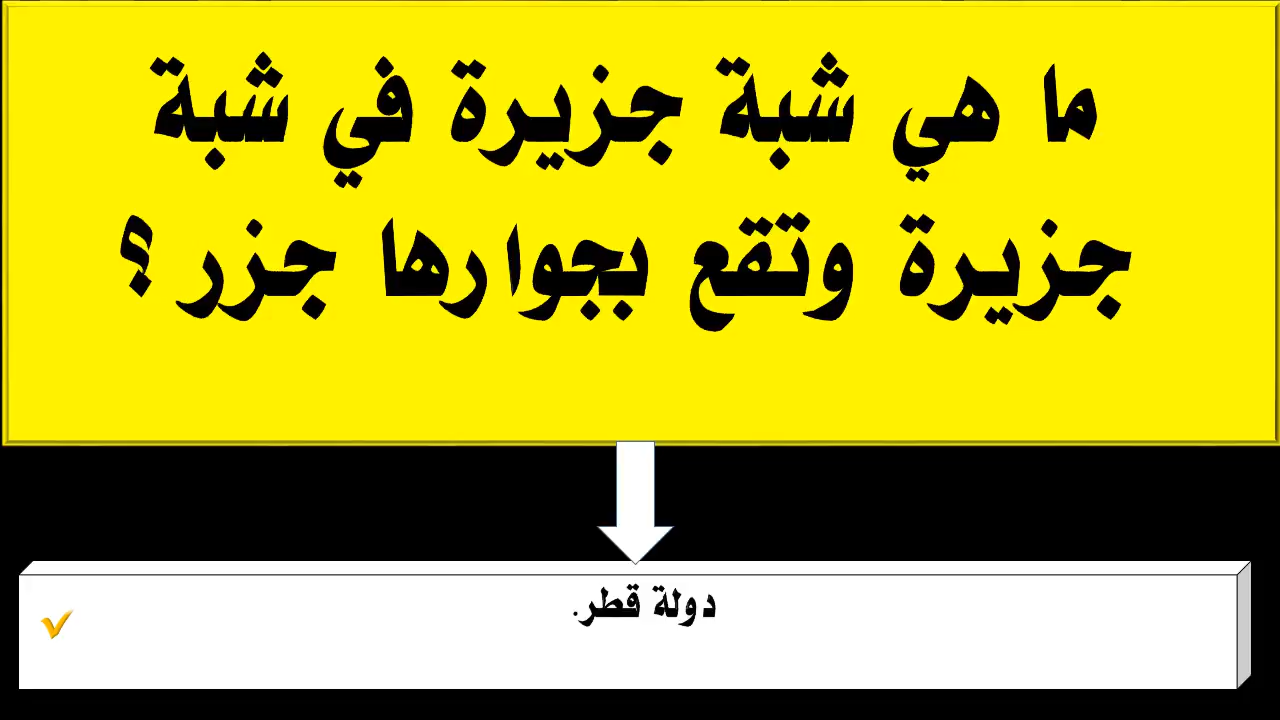 ما هي شبة جزيرة في شبة
جزيرة وتقع بجوارها جزر ؟
دولة قطر.